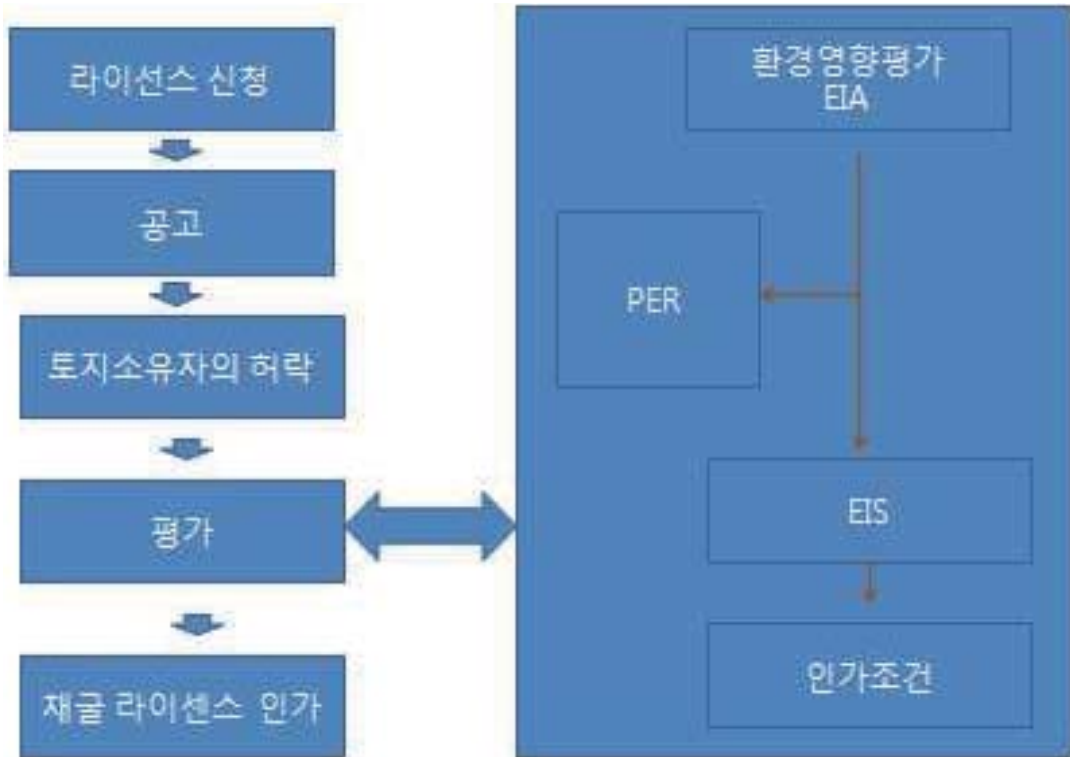 라이선스 신청
공고
토지소유자의 허락
평가
채굴 라이센스 인가
환경영향평가
EIA
PER
EIS
인가조건